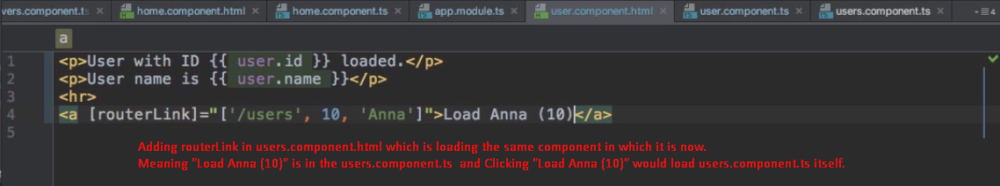 vers.component.ts home.component.html home.component.ts app.module.ts user.component.html user.component.ts users.component.ts 4
a
1 <p>User with ID {{ user.id }} loaded.</p>
2 <p>User name is {{ user.name }}</p>
3 <hr>
4 <a [routerLink]="['/users', 10, 'Anna']">Load Anna (10)</a>
5
Adding routerLink in users.component.html which is loading the same component in which it is now.
Meaning "Load Anna (10)" is in the users.component.ts and Clicking "Load Anna (10)" would load users.component.ts itself.